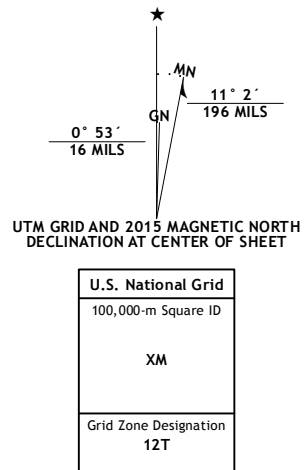 ★
MN
GN
11° 2´
196 MILS
0° 53´
16 MILS
UTM GRID AND 2015 MAGNETIC NORTH
DECLINATION AT CENTER OF SHEET
U.S. National Grid
100,000-m Square ID
XM
Grid Zone Designation
12T